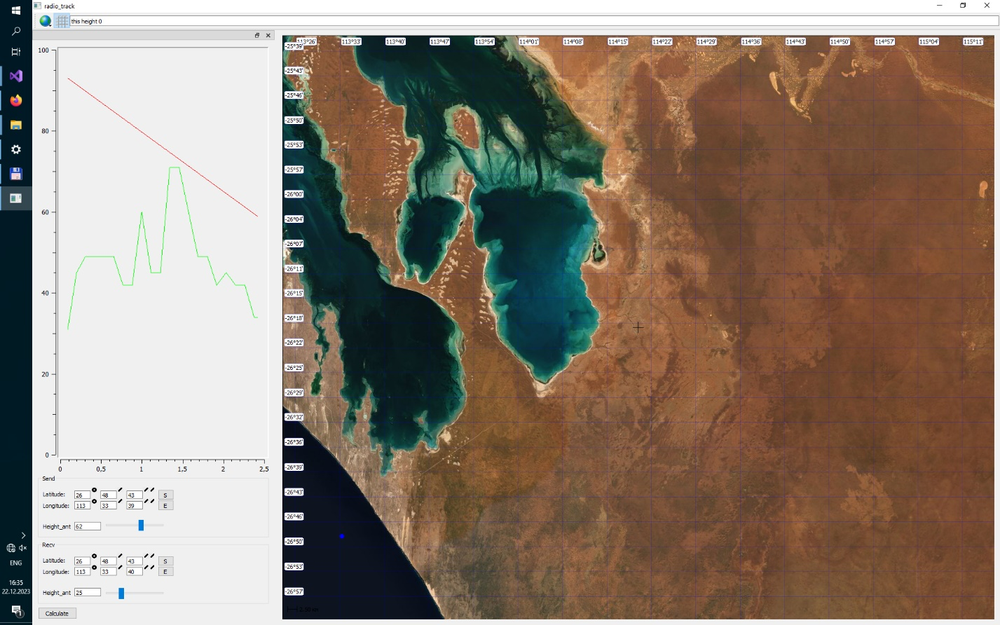 radio_track
this height 0
100
80
60
40
20
0
0 0,5 1 1,5 2 2,5
Send
Latitude: 26 48 43 S
Longitude: 113 33 39 E
Height_ant 62
Recv
Latitude: 26 48 43 S
Longitude: 113 33 40 E
Height_ant 25
Calculate
113°26' 113°33' 113°40' 113°47' 113°54' 114°01' 114°08' 114°15' 114°22' 114°29' 114°36' 114°43' 114°50' 114°57' 115°04' 115°11'
-25°39'
-25°43'
-25°46'
-25°50'
-25°53'
-25°57'
-26°00'
-26°04'
-26°07'
-26°11'
-26°15'
-26°18'
-26°22'
-26°25'
-26°29'
-26°32'
-26°36'
-26°39'
-26°43'
-26°46'
-26°50'
-26°53'
-26°57'
ENG
16:35
22.12.2023
1